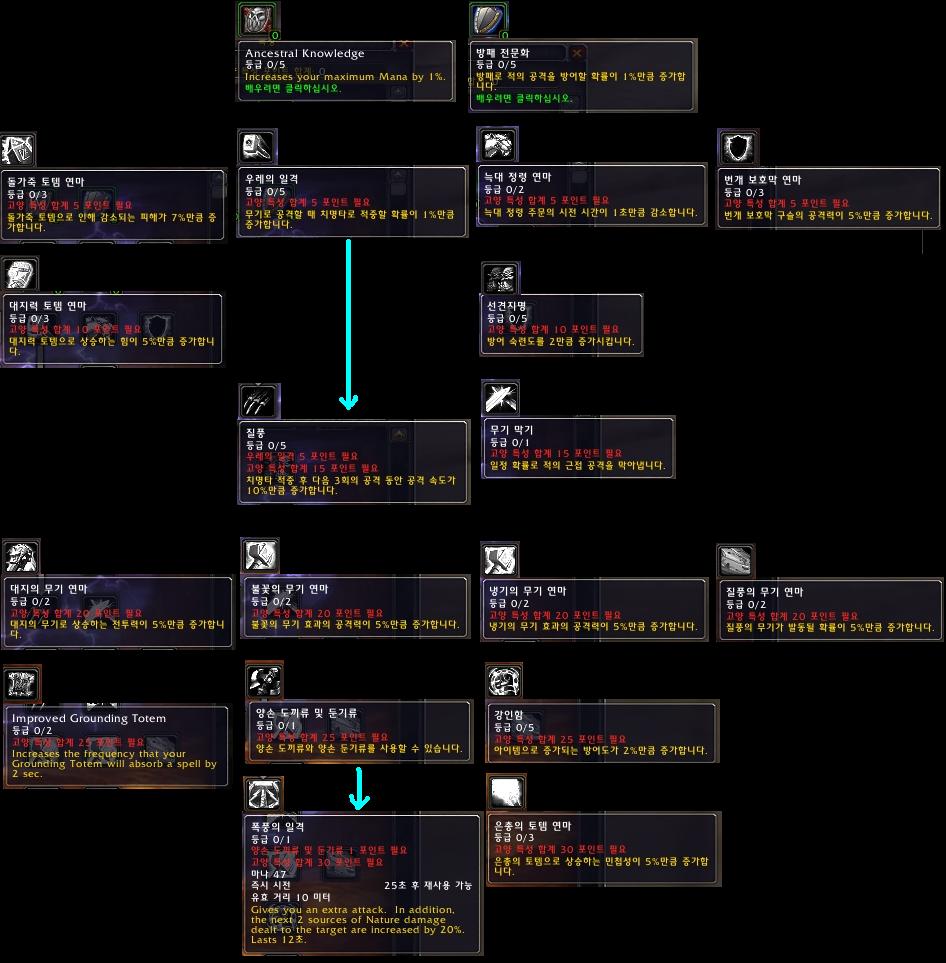 0
0
Ancestral Knowledge
등급 0/5
Increases your maximum Mana by 1%.
배우려면 클릭하십시오.
방패 전문화
등급 0/5
방패로 적의 공격을 방어할 확률이 1%만큼 증가합
니다.
배우려면 클릭하십시오.
돌가죽 토템 연마
등급 0/3
고양 특성 합계 5 포인트 필요
돌가죽 토템으로 인해 감소되는 피해가 7%만큼 증
가합니다.
우레의 일격
등급 0/5
고양 특성 합계 5 포인트 필요
무기로 공격할 때 치명타로 적중할 확률이 1%만큼
증가합니다.
늑대 정령 연마
등급 0/2
고양 특성 합계 5 포인트 필요
늑대 정령 주문의 시전 시간이 1초만큼 감소합니다.
번개 보호막 연마
등급 0/3
고양 특성 합계 5 포인트 필요
번개 보호막 구슬의 공격력이 5%만큼 증가합니다.
대지력 토템 연마
등급 0/3
고양 특성 합계 10 포인트 필요
대지력 토템으로 상승하는 힘이 5%만큼 증가합니
다.
선견지명
등급 0/5
고양 특성 합계 10 포인트 필요
방어 숙련도를 2만큼 증가시킵니다.
질풍
등급 0/5
우레의 일격 5 포인트 필요
고양 특성 합계 15 포인트 필요
치명타 적중 후 다음 3회의 공격 동안 공격 속도가
10%만큼 증가합니다.
무기 막기
등급 0/1
고양 특성 합계 15 포인트 필요
일정 확률로 적의 근접 공격을 막아냅니다.
대지의 무기 연마
등급 0/2
고양 특성 합계 20 포인트 필요
대지의 무기로 상승하는 전투력이 5%만큼 증가합니
다.
불꽃의 무기 연마
등급 0/2
고양 특성 합계 20 포인트 필요
불꽃의 무기 효과의 공격력이 5%만큼 증가합니다.
냉기의 무기 연마
등급 0/2
고양 특성 합계 20 포인트 필요
냉기의 무기 효과의 공격력이 5%만큼 증가합니다.
질풍의 무기 연마
등급 0/2
고양 특성 합계 20 포인트 필요
질풍의 무기가 발동될 확률이 5%만큼 증가합니다.
Improved Grounding Totem
등급 0/2
고양 특성 합계 25 포인트 필요
Increases the frequency that your
Grounding Totem will absorb a spell by
2 sec.
양손 도끼류 및 둔기류
등급 0/1
고양 특성 합계 25 포인트 필요
양손 도끼류와 양손 둔기류를 사용할 수 있습니다.
강인함
등급 0/5
고양 특성 합계 25 포인트 필요
아이템으로 증가되는 방어도가 2%만큼 증가합니다.
폭풍의 일격
등급 0/1
양손 도끼류 및 둔기류 1 포인트 필요
고양 특성 합계 30 포인트 필요
마나 47
즉시 시전 25초 후 재사용 가능
유효 거리 10 미터
Gives you an extra attack. In addition,
the next 2 sources of Nature damage
dealt to the target are increased by 20%.
Lasts 12초.
은총의 토템 연마
등급 0/3
고양 특성 합계 30 포인트 필요
은총의 토템으로 상승하는 민첩성이 5%만큼 증가합
니다.